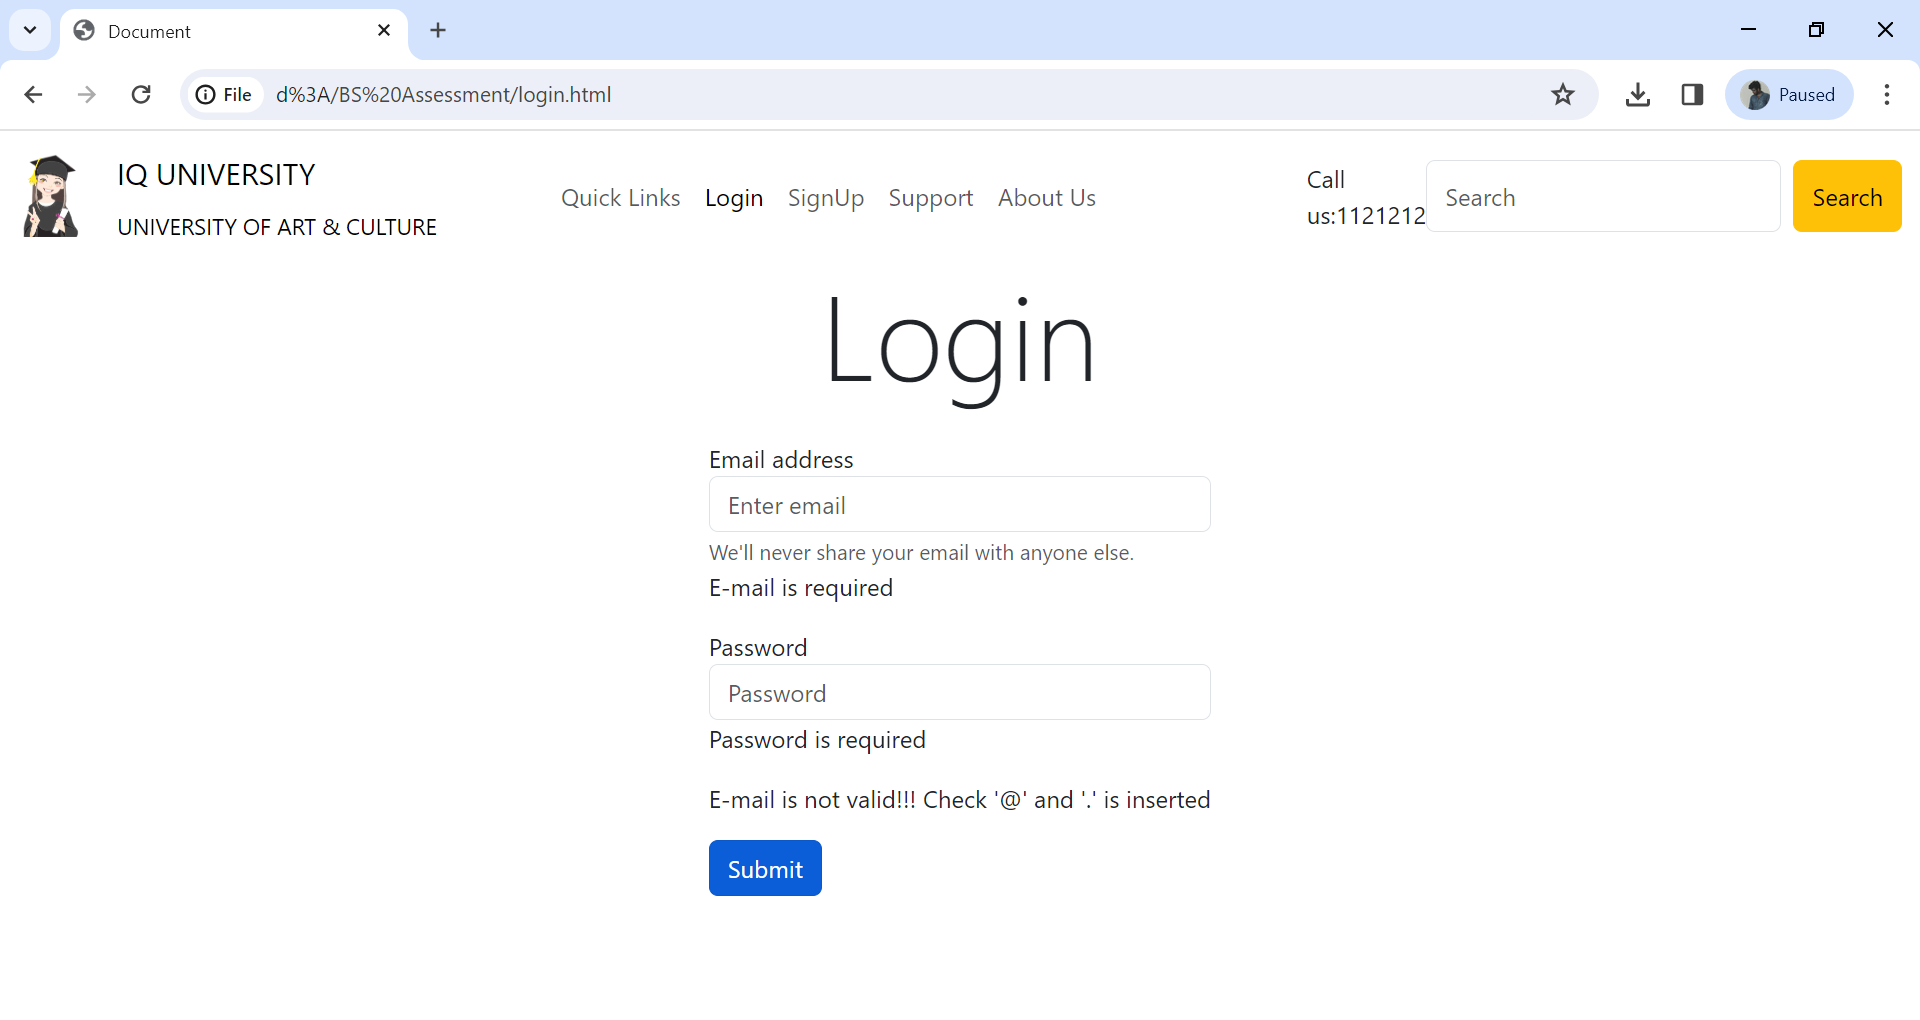 Document
File
d%3A/BS%20Assessment/login.html
Paused
IQ UNIVERSITY
UNIVERSITY OF ART & CULTURE
Quick Links
Login
SignUp
Support
About Us
Call
us:1121212
Search
Search
Login
Email address
Enter email
We'll never share your email with anyone else.
E-mail is required
Password
Password
Password is required
E-mail is not valid!!! Check '@' and '.' is inserted
Submit